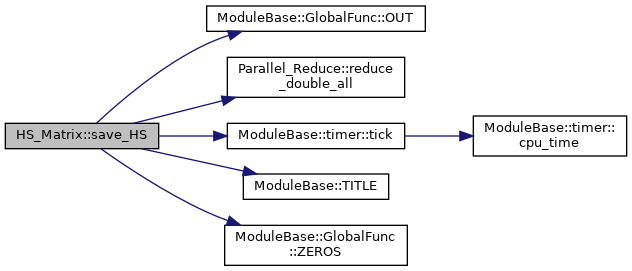 ModuleBase::GlobalFunc::OUT
Parallel_Reduce::reduce
_double_all
HS_Matrix::save_HS
ModuleBase::timer::tick
ModuleBase::timer::
cpu_time
ModuleBase::TITLE
ModuleBase::GlobalFunc
::ZEROS